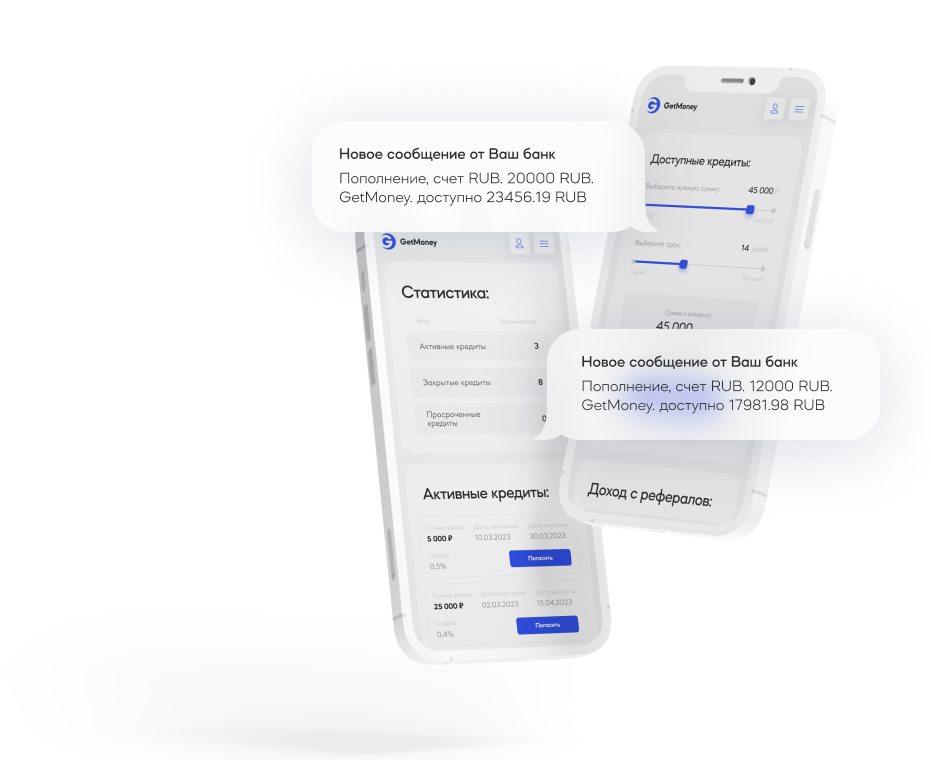 GetMoney
Доступные кредиты:
Выберите нужную сумму:
45 000 ₽
45 000
Выберите срок:
14 дней
7 дней
Сумма к возврату:
45 000
Доход с рефералов:
Новое сообщение от Ваш банк
Пополнение, счет RUB. 20000 RUB.
GetMoney. доступно 23456.19 RUB
GetMoney
Статистика:
Вид
Количество
Активные кредиты 3
Закрытые кредиты 8
Просроченные
кредиты
0
Новое сообщение от Ваш банк
Пополнение, счет RUB. 12000 RUB.
GetMoney. доступно 17981.98 RUB
Активные кредиты:
Сумма займа Дата получения Дата выплаты
5 000 ₽ 10.03.2023 30.03.2023
Ставка
0,5%
Погасить
Сумма займа Дата получения Дата выплаты
25 000 ₽ 02.03.2023 15.04.2023
Ставка
0,4%
Погасить